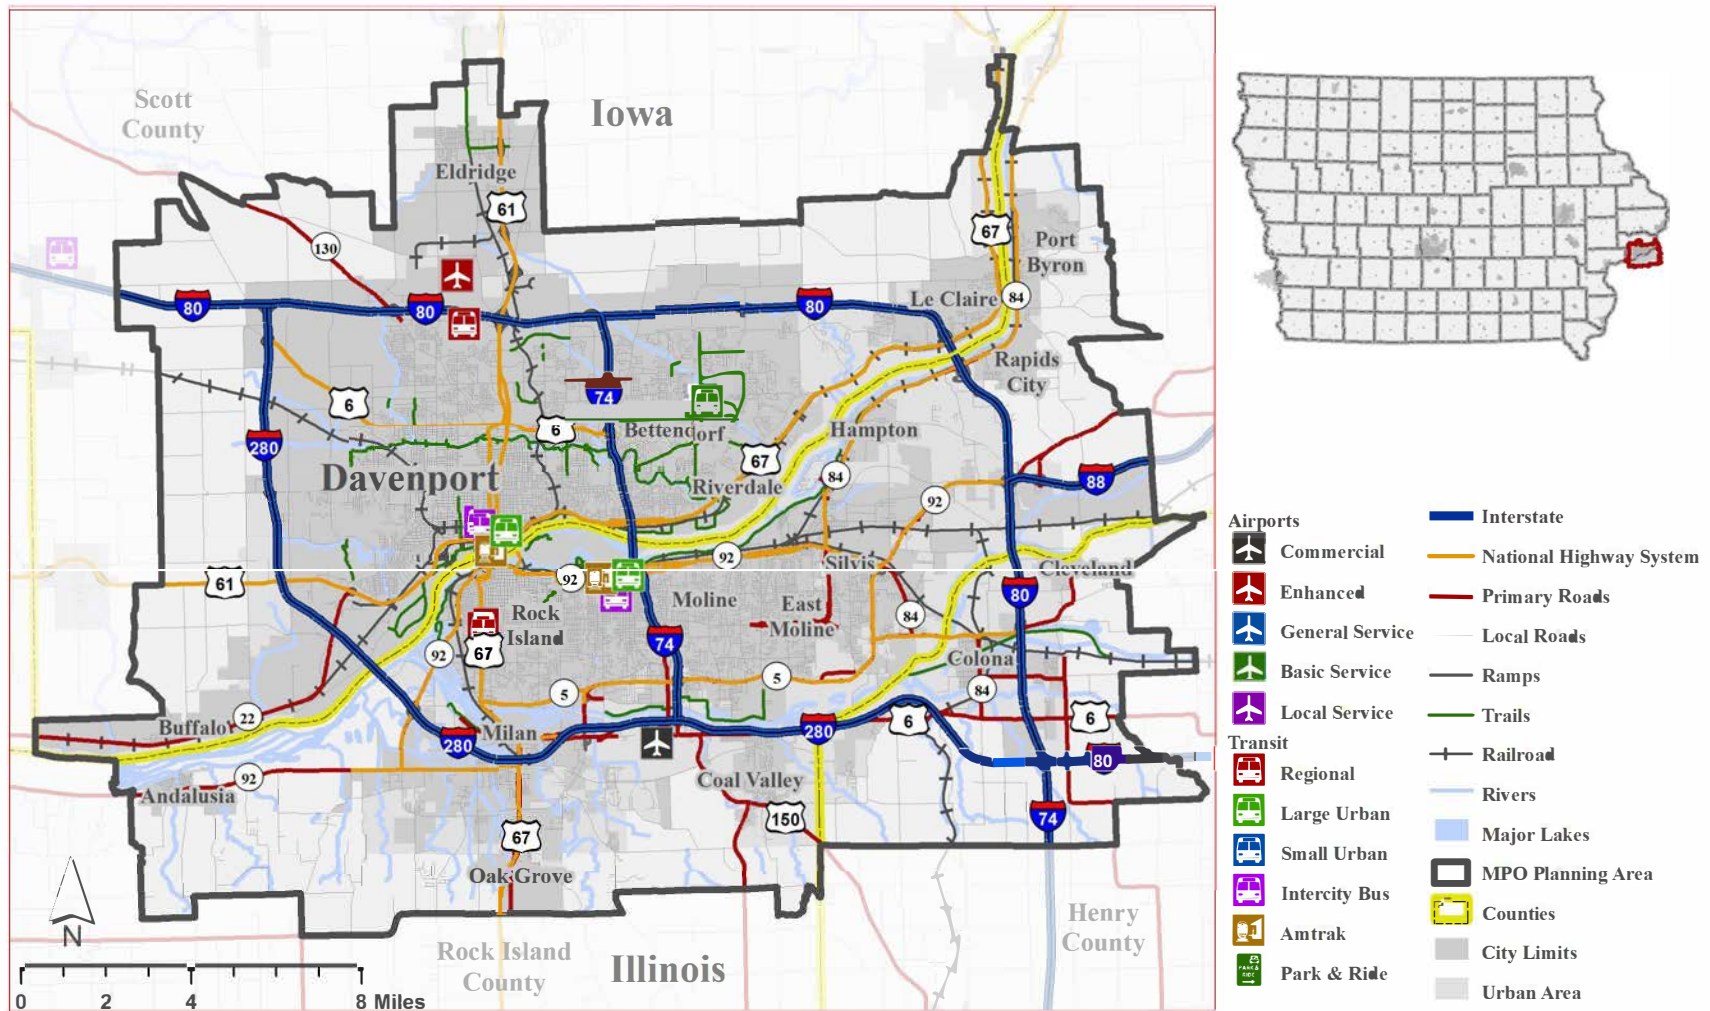 Scott
County
Iowa
Eldridge
61
67
Port
Byron
130
80
80
80
Le Claire
84
Rapids
City
74
6
6
Bettendorf
Hampton
280
67
Davenport
Riverdale
84
88
92
92
Silvis
Cleveland
61
92
Rock
Island
Moline
East
Moline
80
84
67
92
74
Colona
5
5
84
22
Buffalo
Milan
280
280
6
6
80
92
Andalusia
Coal Valley
150
74
67
Oak Grove
N
Rock Island
County
Illinois
Henry
County
0 2 4 8 Miles
Airports
Commercial
Enhanced
General Service
Basic Service
Local Service
Transit
Regional
Large Urban
Small Urban
Intercity Bus
Amtrak
PARK &
RIDE
Park & Ride
Interstate
National Highway System
Primary Roads
Local Roads
Ramps
Trails
Railroad
Rivers
Major Lakes
MPO Planning Area
Counties
City Limits
Urban Area